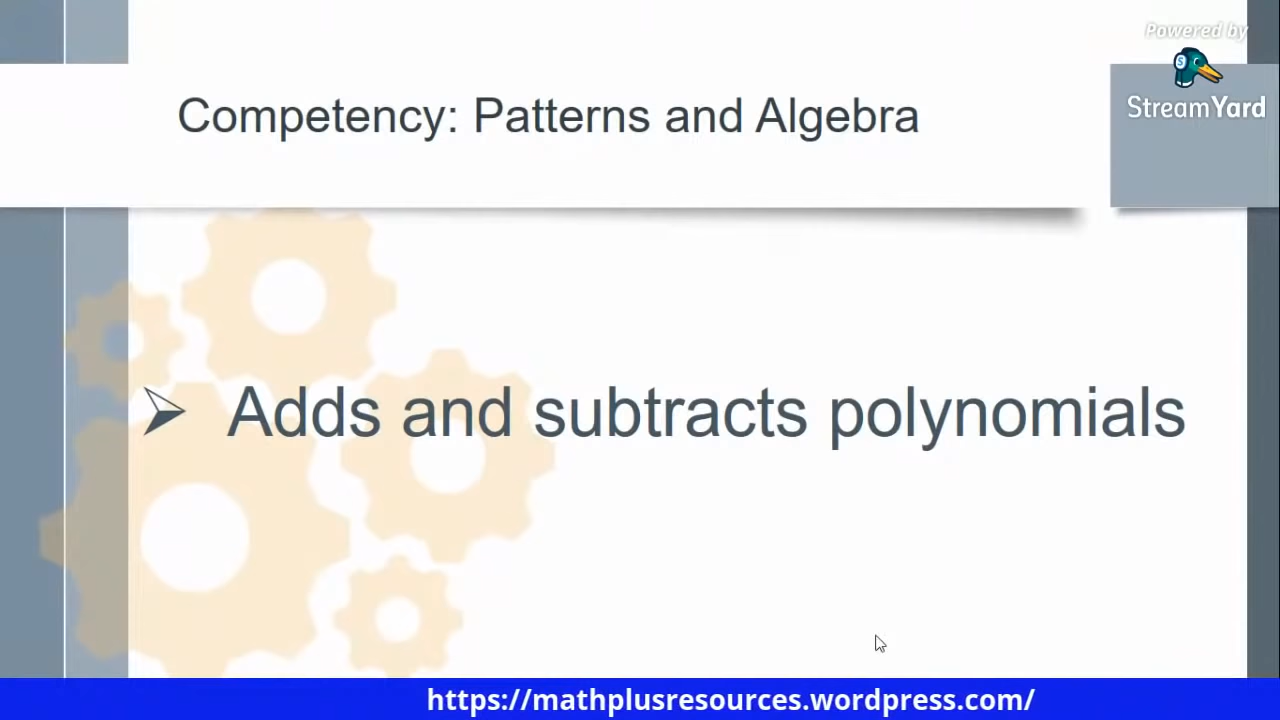 Powered by
StreamYard
Competency: Patterns and Algebra
➢ Adds and subtracts polynomials
https://mathplusresources.wordpress.com/